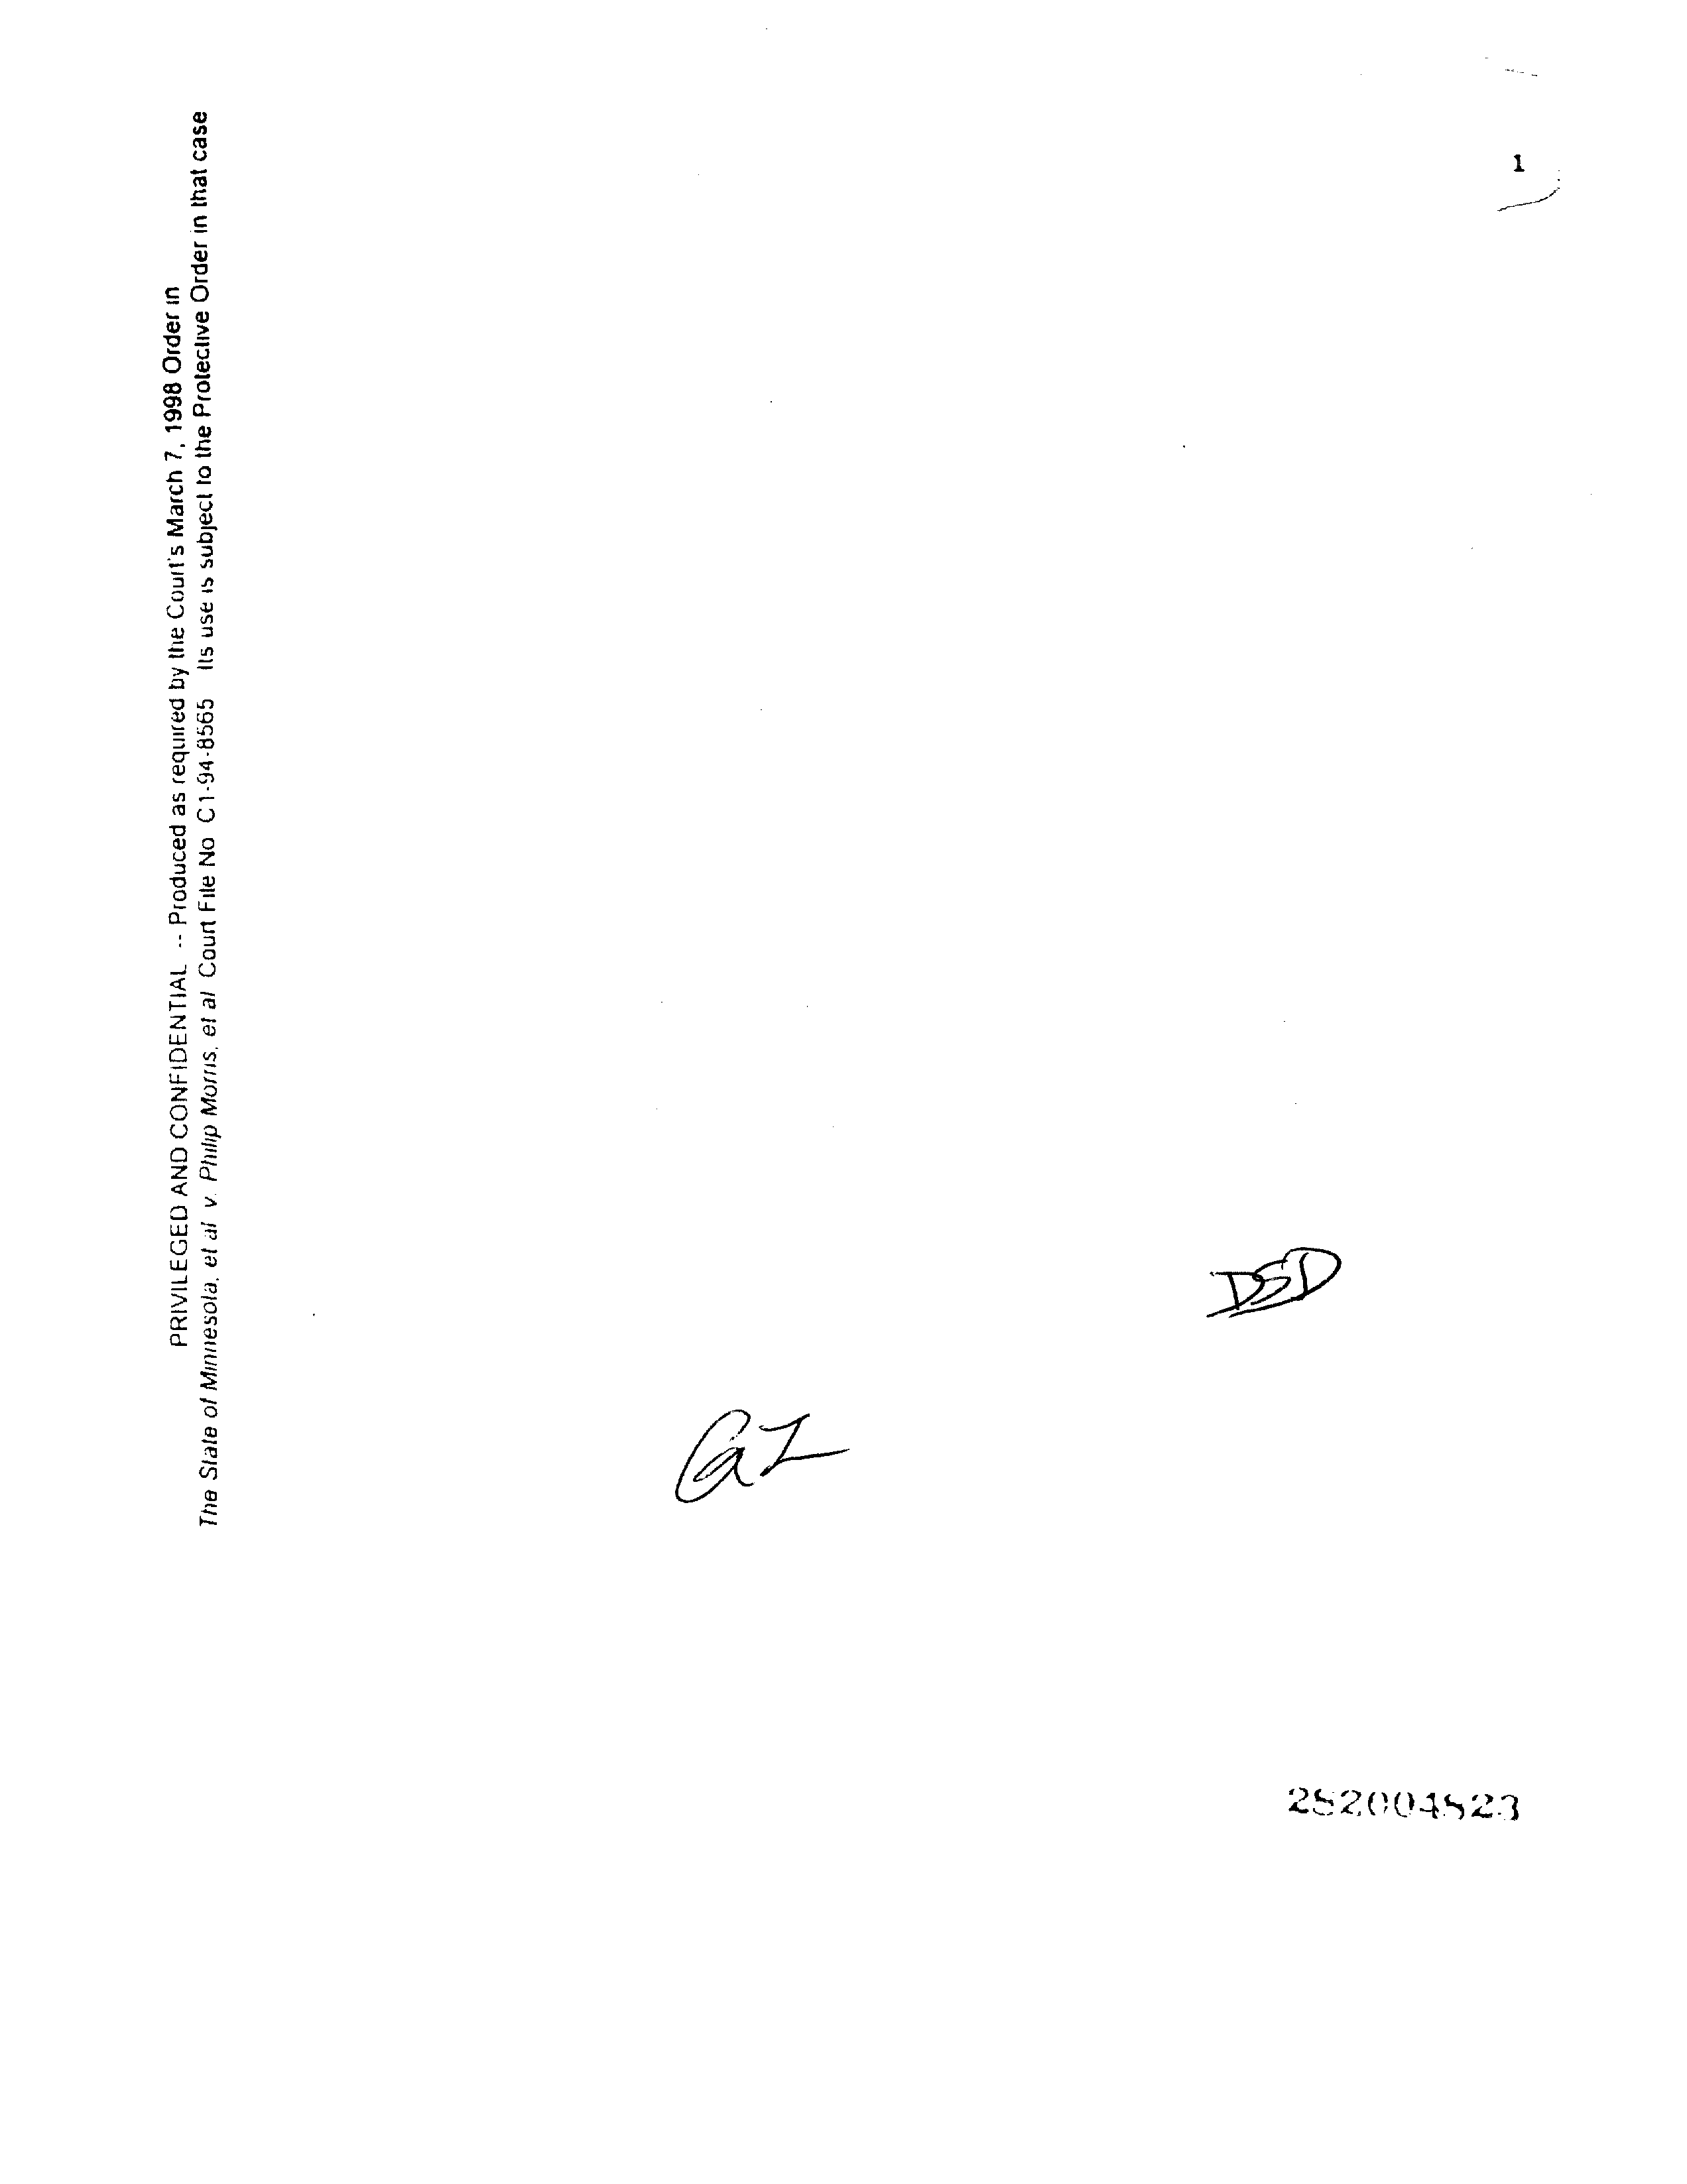 1
PRIVILEGED AND CONFIDENTIAL -- Produced as required by the Court's March 7, 1998 Order in
The State of Minnesota, et al v. Philip Morris, et al Court File No C1-94-8565 Its use is subject to the Protective Order in that case
DSD